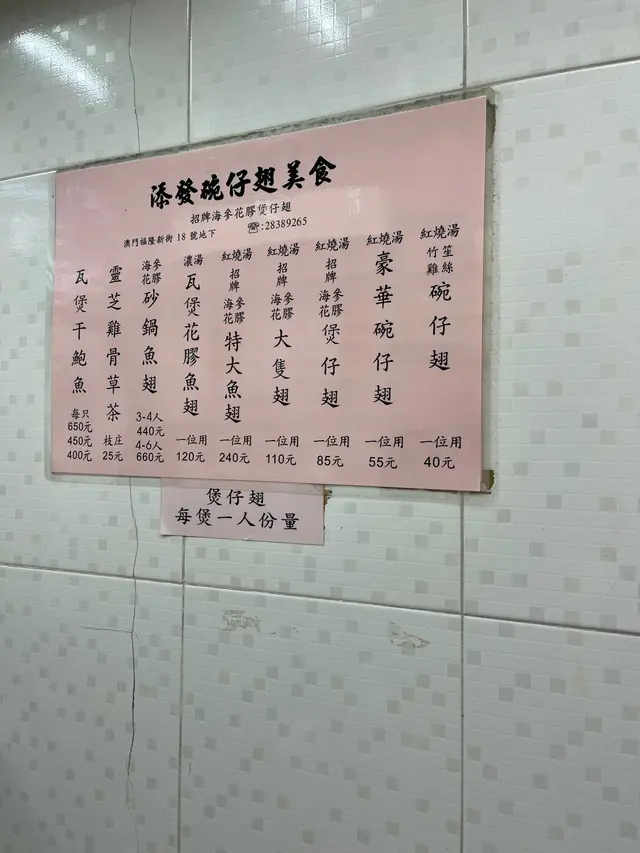 添發碗仔翅美食
招牌海參花膠煲仔翅
澳門福隆新街 18 號地下
☏:28389265
紅燒湯 竹笙雞絲 碗仔翅 一位用 40元
紅燒湯 豪華碗仔翅 一位用 55元
紅燒湯 招牌 海參花膠 煲仔翅 一位用 85元
紅燒湯 招牌 海參花膠 大隻翅 一位用 110元
紅燒湯 招牌 海參花膠 特大魚翅 一位用 240元
濃湯 瓦煲花膠魚翅 一位用 120元
海參花膠 砂鍋魚翅 3-4人 440元 4-6人 660元
靈芝雞骨草茶 枝庄 25元
瓦煲干鮑魚 每只 650元 450元 400元
煲仔翅
每煲一人份量